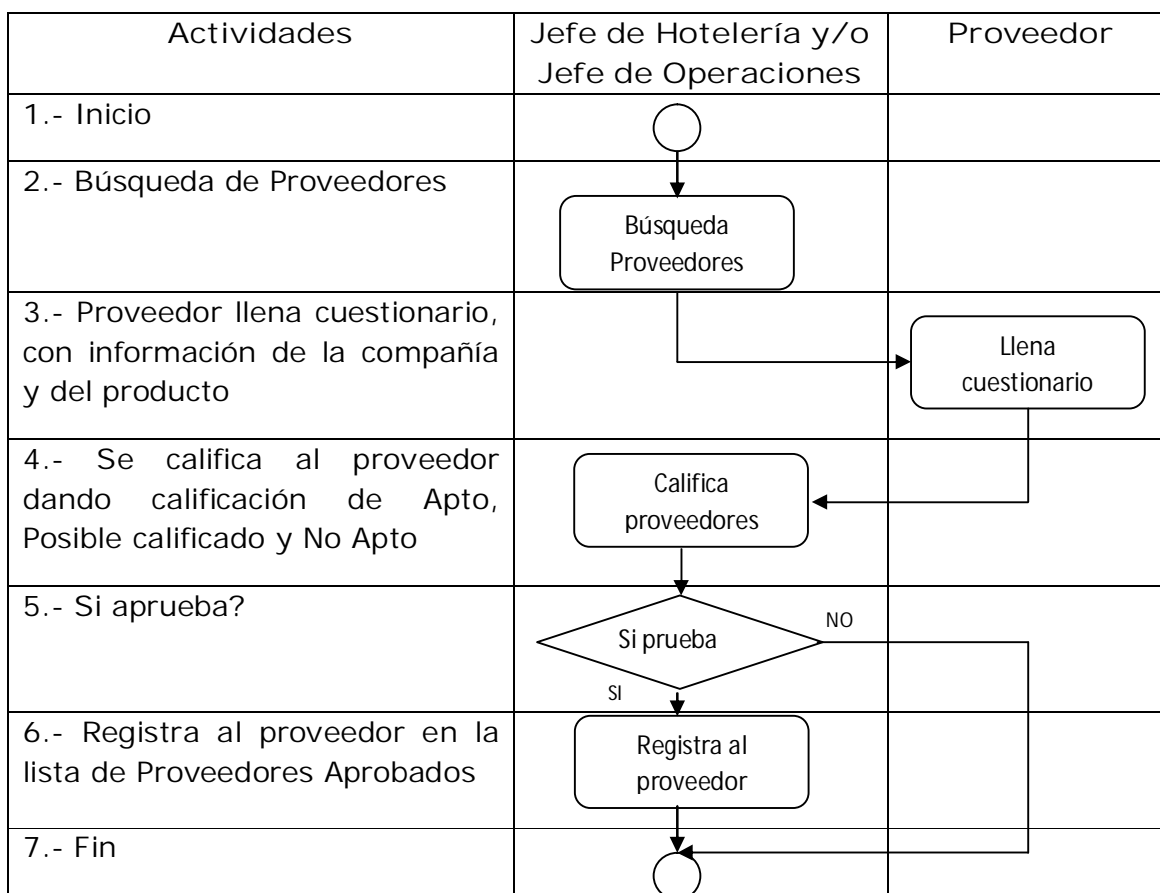 Actividades
Jefe de Hotelería y/o
Jefe de Operaciones
Proveedor
1.- Inicio
2.- Búsqueda de Proveedores
Búsqueda
Proveedores
3.- Proveedor llena cuestionario,
con información de la compañía
y del producto
Llena
cuestionario
4.- Se califica al proveedor
dando calificación de Apto,
Posible calificado y No Apto
Califica
proveedores
5.- Si aprueba?
Si prueba
NO
SI
6.- Registra al proveedor en la
lista de Proveedores Aprobados
Registra al
proveedor
7.- Fin